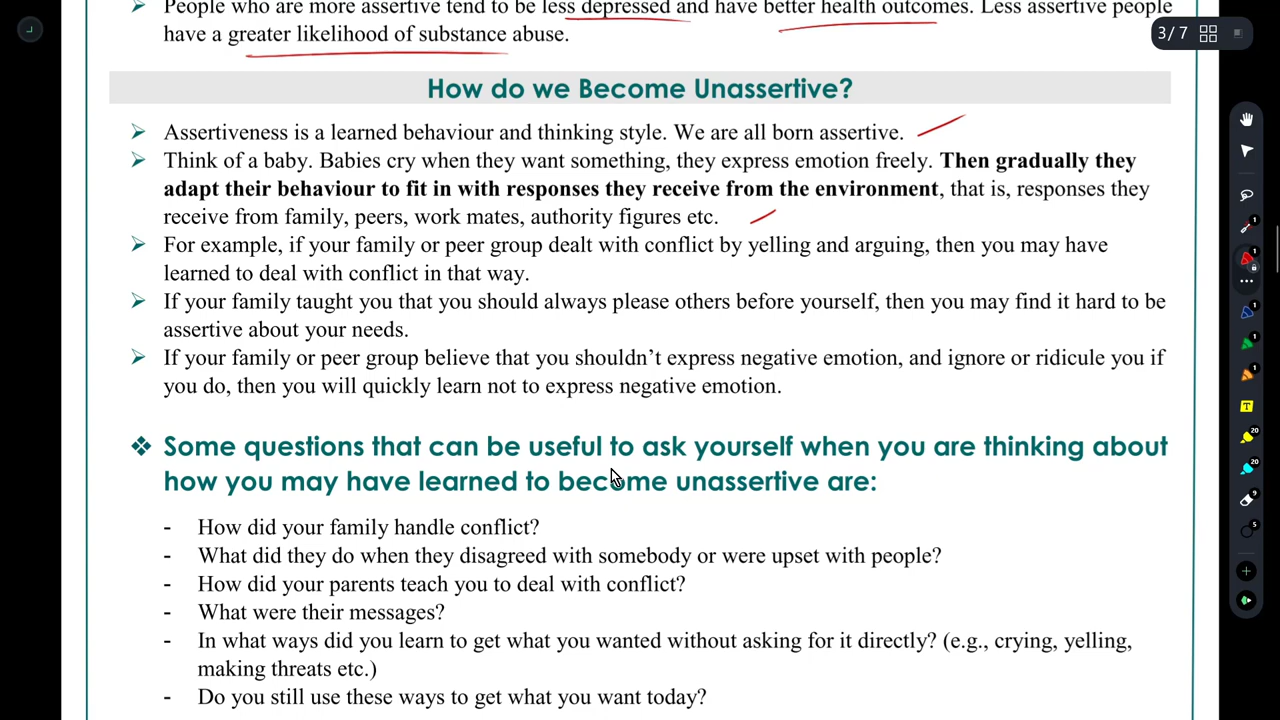 People who are more assertive tend to be less depressed and have better health outcomes. Less assertive people
3 / 7
have a greater likelihood of substance abuse.
How do we Become Unassertive?
➢ Assertiveness is a learned behaviour and thinking style. We are all born assertive.
➢ Think of a baby. Babies cry when they want something, they express emotion freely. Then gradually they
adapt their behaviour to fit in with responses they receive from the environment, that is, responses they
receive from family, peers, work mates, authority figures etc.
➢ For example, if your family or peer group dealt with conflict by yelling and arguing, then you may have
learned to deal with conflict in that way.
➢ If your family taught you that you should always please others before yourself, then you may find it hard to be
assertive about your needs.
➢ If your family or peer group believe that you shouldn’t express negative emotion, and ignore or ridicule you if
you do, then you will quickly learn not to express negative emotion.
❖ Some questions that can be useful to ask yourself when you are thinking about
how you may have learned to become unassertive are:
- How did your family handle conflict?
- What did they do when they disagreed with somebody or were upset with people?
- How did your parents teach you to deal with conflict?
- What were their messages?
- In what ways did you learn to get what you wanted without asking for it directly? (e.g., crying, yelling,
making threats etc.)
- Do you still use these ways to get what you want today?
1
1
1
1
1
T
20
20
9
5